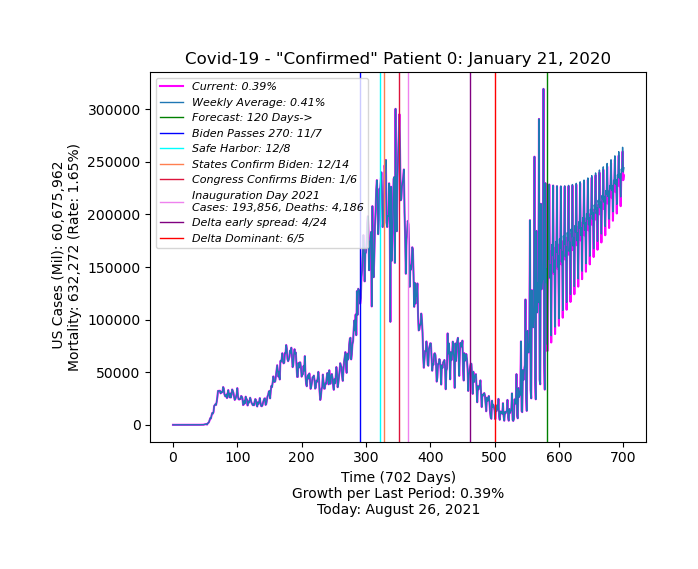 Covid-19 - "Confirmed" Patient 0: January 21, 2020
Current: 0.39%
Weekly Average: 0.41%
Forecast: 120 Days->
Biden Passes 270: 11/7
Safe Harbor: 12/8
States Confirm Biden: 12/14
Congress Confirms Biden: 1/6
Inauguration Day 2021
Cases: 193,856, Deaths: 4,186
Delta early spread: 4/24
Delta Dominant: 6/5
US Cases (Mil): 60,675,962
Mortality: 632,272 (Rate: 1.65%)
300000
250000
200000
150000
100000
50000
0
0 100 200 300 400 500 600 700
Time (702 Days)
Growth per Last Period: 0.39%
Today: August 26, 2021